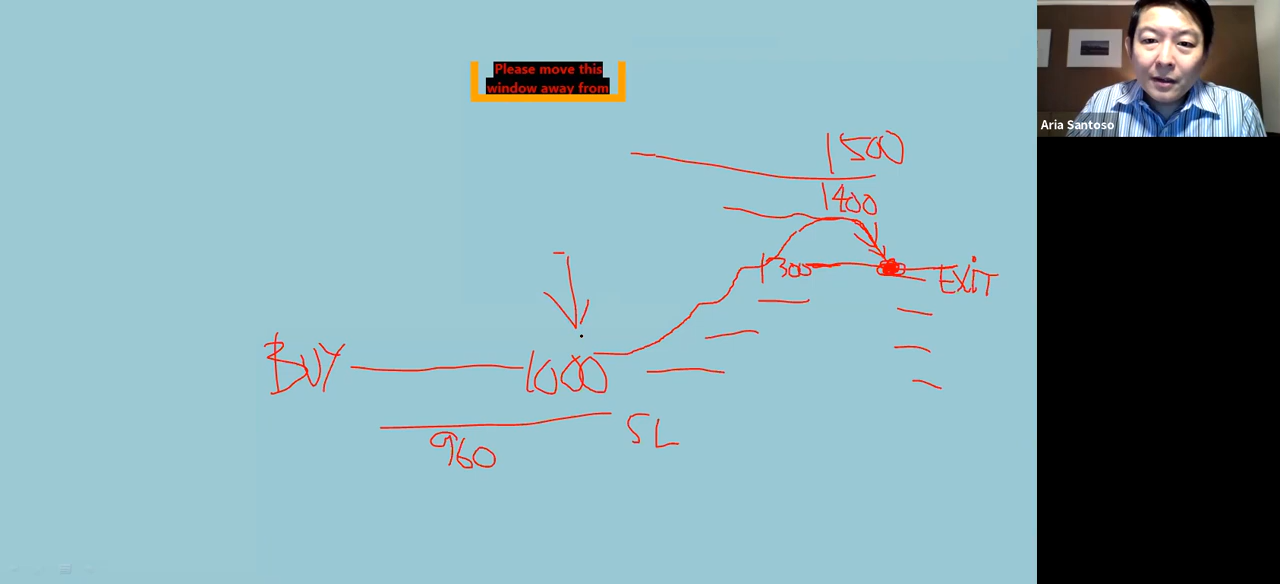 Please move this
window away from
Aria Santoso
1500
1400
1300
EXiT
BUY
1000
SL
960